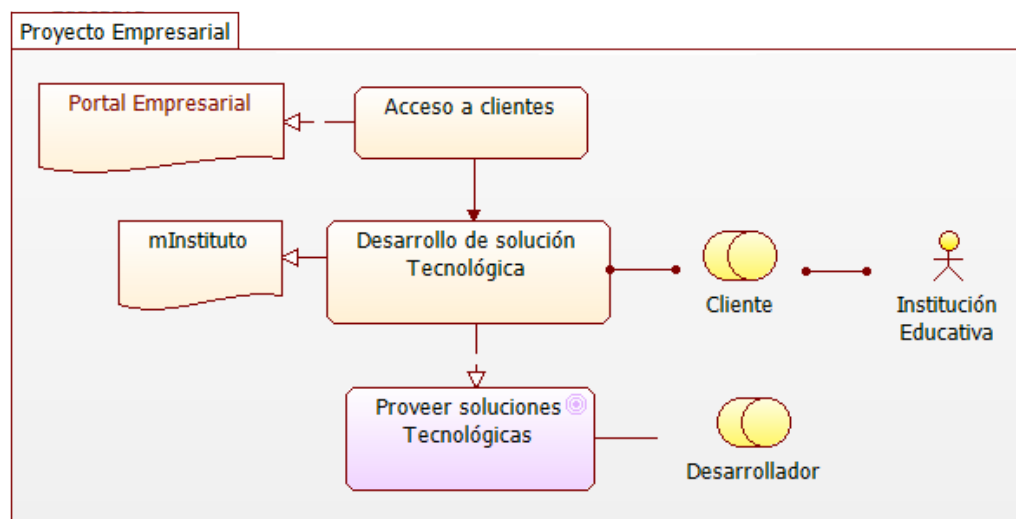 Proyecto Empresarial
Portal Empresarial
Acceso a clientes
mInstituto
Desarrollo de solución
Tecnológica
Cliente
Institución
Educativa
Proveer soluciones
Tecnológicas
Desarrollador